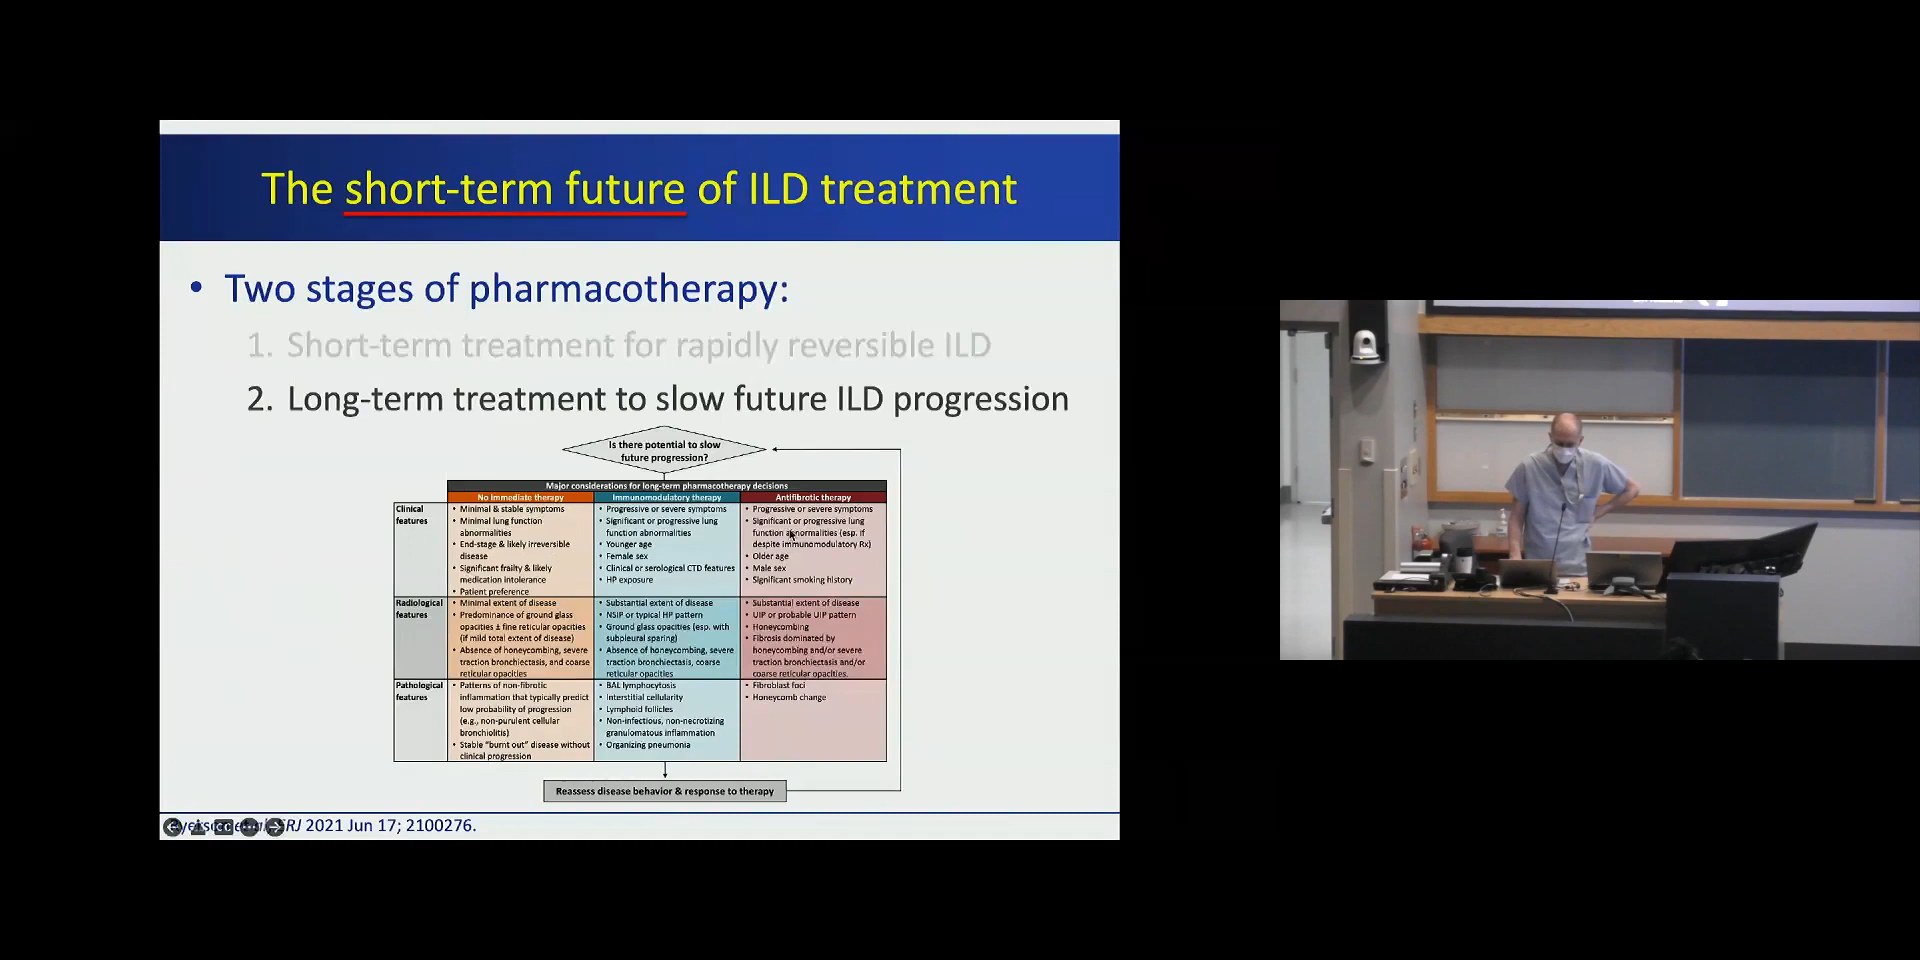 The short-term future of ILD treatment
• Two stages of pharmacotherapy:
1. Short-term treatment for rapidly reversible ILD
2. Long-term treatment to slow future ILD progression
Is there potential to slow
future progression?
Major considerations for long-term pharmacotherapy decisions
No immediate therapy
Immunomodulatory therapy
Antifibrotic therapy
Clinical
features
• Minimal & stable symptoms
• Minimal lung function
abnormalities
• End-stage & likely irreversible
disease
• Significant frailty & likely
medication intolerance
• Patient preference
• Progressive or severe symptoms
• Significant or progressive lung
function abnormalities
• Younger age
• Female sex
• Clinical or serological CTD features
• HP exposure
• Progressive or severe symptoms
• Significant or progressive lung
function abnormalities (esp. if
despite immunomodulatory Rx)
• Older age
• Male sex
• Significant smoking history
Radiological
features
• Minimal extent of disease
• Predominance of ground glass
opacities ± fine reticular opacities
(if mild total extent of disease)
• Absence of honeycombing, severe
traction bronchiectasis, and coarse
reticular opacities
• Substantial extent of disease
• NSIP or typical HP pattern
• Ground glass opacities (esp. with
subpleural sparing)
• Absence of honeycombing, severe
traction bronchiectasis, coarse
reticular opacities
• Substantial extent of disease
• UIP or probable UIP pattern
• Honeycombing
• Fibrosis dominated by
honeycombing and/or severe
traction bronchiectasis and/or
coarse reticular opacities.
Pathological
features
• Patterns of non-fibrotic
inflammation that typically predict
low probability of progression
(e.g., non-purulent cellular
bronchiolitis)
• Stable "burnt out" disease without
clinical progression
• BAL lymphocytosis
• Interstitial cellularity
• Lymphoid follicles
• Non-infectious, non-necrotizing
granulomatous inflammation
• Organizing pneumonia
• Fibroblast foci
• Honeycomb change
Reassess disease behavior & response to therapy
2021 Jun 17; 2100276.